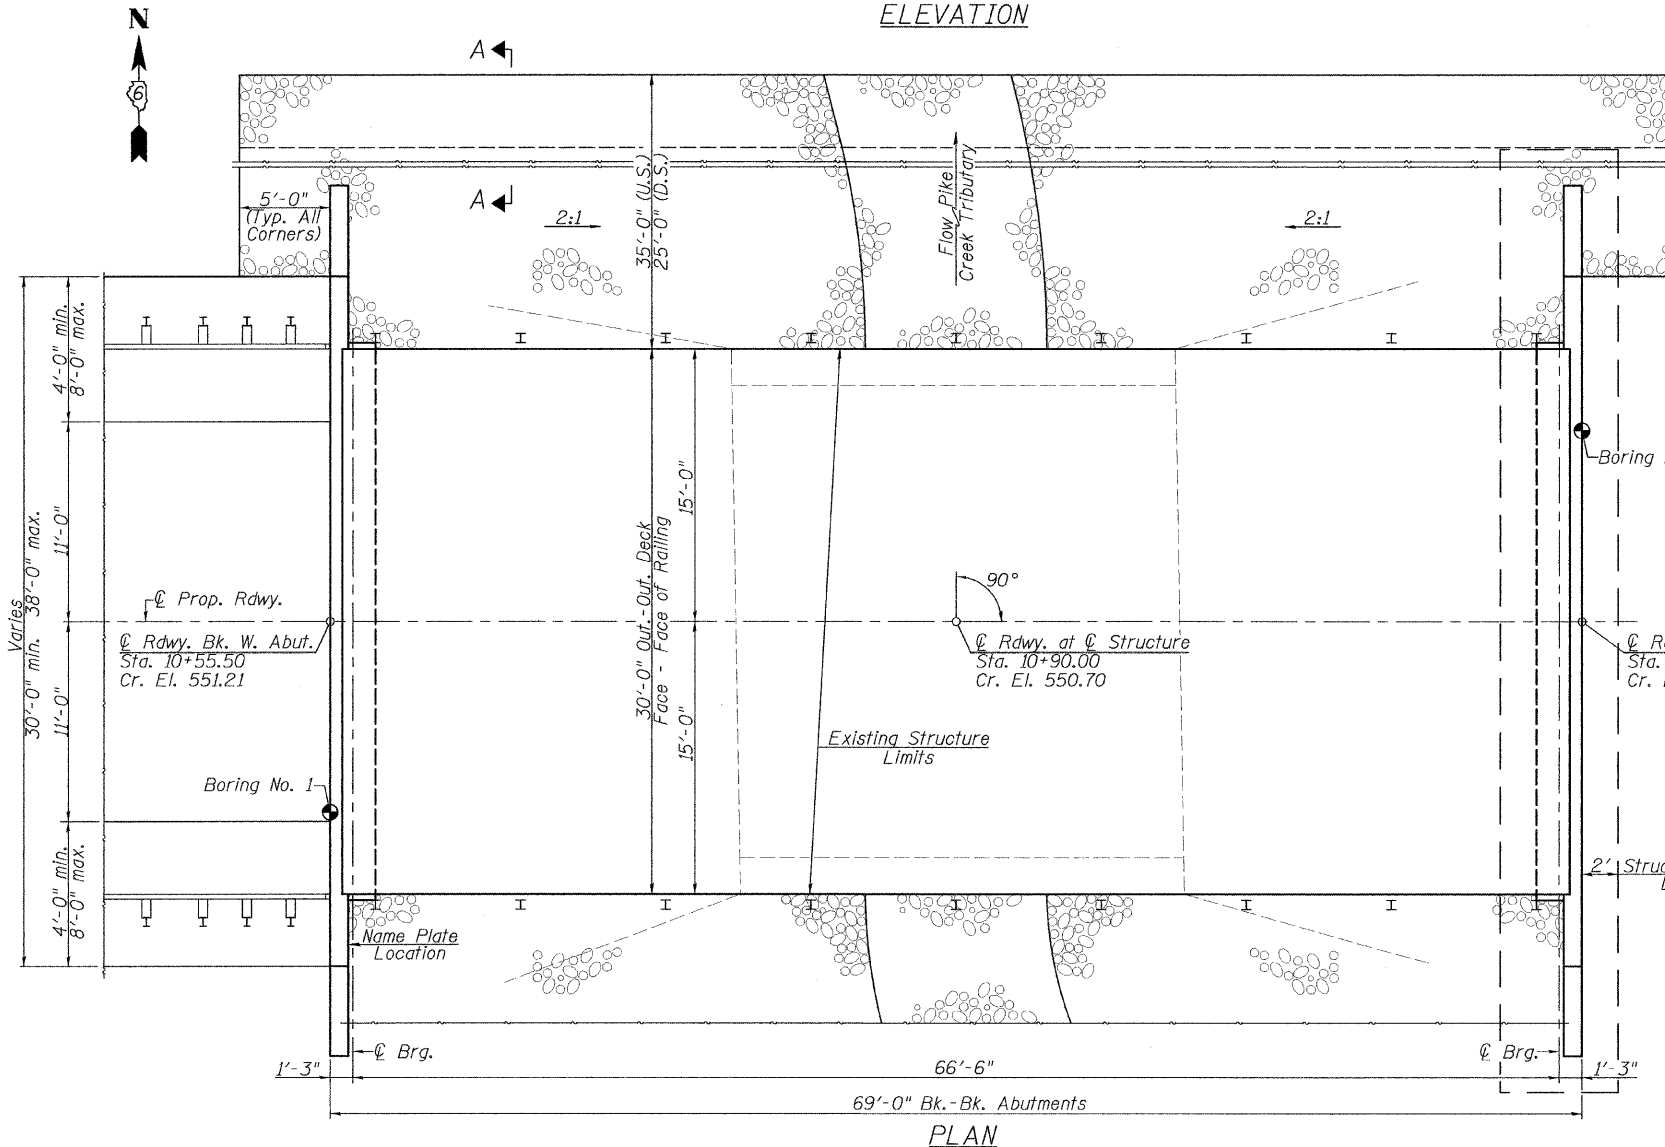 ELEVATION
N
6
A
A
5'-0"
(Typ. All
Corners)
2:1
35'-0" (U.S.)
25'-0" (D.S.)
Flow Pike
Creek Tributary
2:1
4'-0" min.
8'-0" max.
11'-0"
Varies
30'-0" min. 38'-0" max.
11'-0"
4'-0" min.
8'-0" max.
15'-0"
30'-0" Out.-Out. Deck
Face - Face of Railing
15'-0"
90°
℄ Prop. Rdwy.
℄ Rdwy. Bk. W. Abut.
Sta. 10+55.50
Cr. El. 551.21
℄ Rdwy. at ℄ Structure
Sta. 10+90.00
Cr. El. 550.70
Boring
Sta.
Existing Structure
Limits
Boring No. 1
2' Struc
Name Plate
Location
℄ Brg.
℄ Brg.
1'-3"
66'-6"
1'-3"
69'-0" Bk.-Bk. Abutments
PLAN